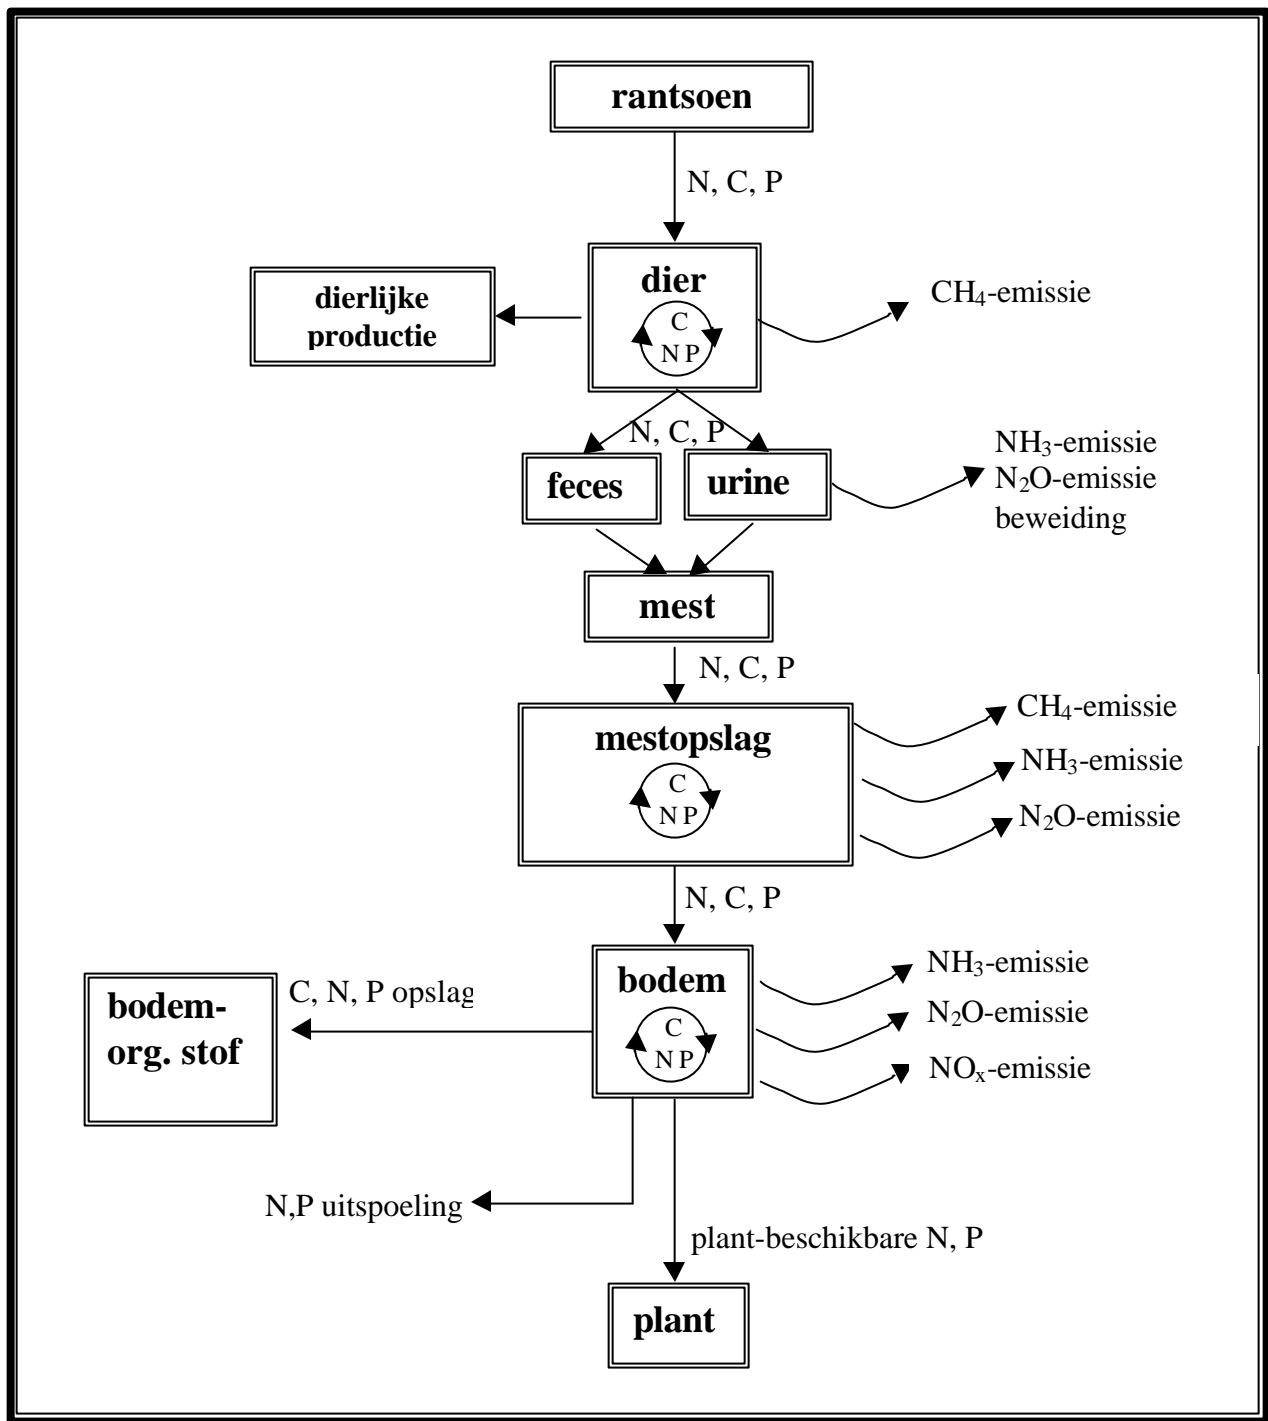 rantsoen
N, C, P
dier
C
N P
dierlijke
productie
CH₄-emissie
N, C, P
feces
urine
NH₃-emissie
N₂O-emissie
beweiding
mest
N, C, P
mestopslag
C
N P
CH₄-emissie
NH₃-emissie
N₂O-emissie
N, C, P
bodem
C
N P
NH₃-emissie
N₂O-emissie
NOₓ-emissie
C, N, P opslag
bodem-
org. stof
N,P uitspoeling
plant-beschikbare N, P
plant